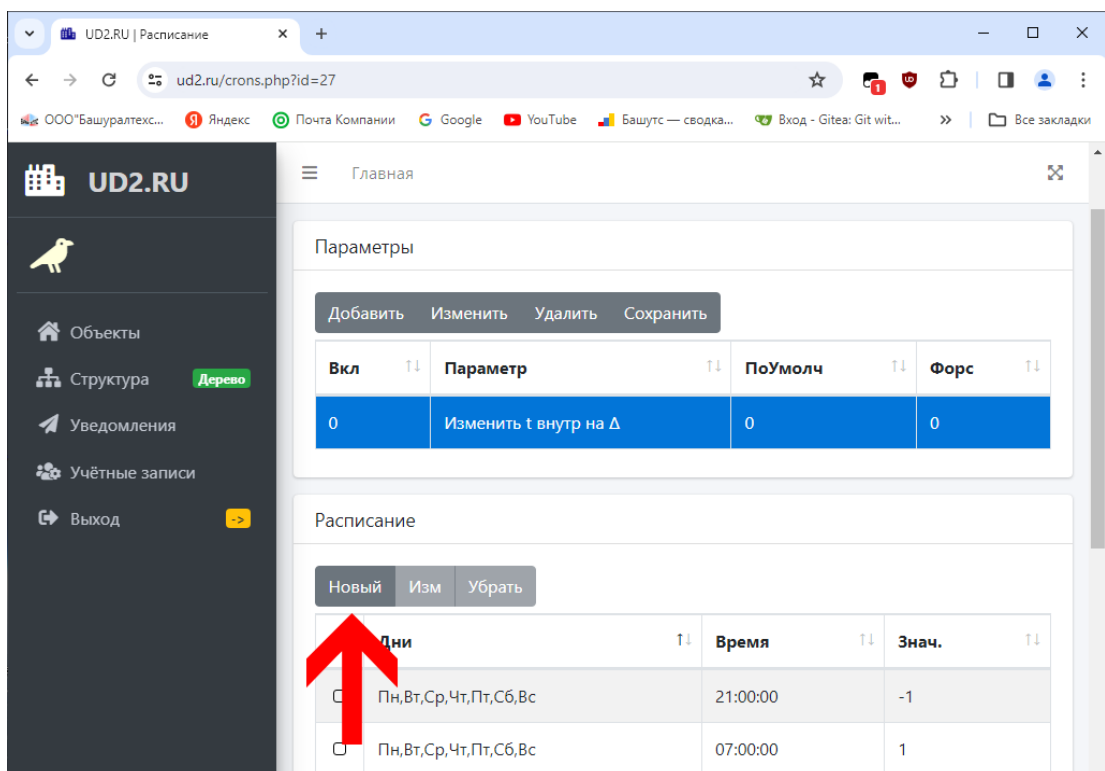 UD2.RU | Расписание
ud2.ru/crons.php?id=27
1
ООО"Башуралтехс... Яндекс Почта Компании Google YouTube Башутс — сводка... Вход - Gitea: Git wit... » Все закладки
UD2.RU
Главная
Объекты
Структура Дерево
Уведомления
Учётные записи
Выход ->
Параметры
Добавить Изменить Удалить Сохранить
Вкл Параметр ПоУмолч Форс
0 Изменить t внутр на Δ 0 0
Расписание
Новый Изм Убрать
Дни Время Знач.
Пн,Вт,Ср,Чт,Пт,Сб,Вс 21:00:00 -1
Пн,Вт,Ср,Чт,Пт,Сб,Вс 07:00:00 1